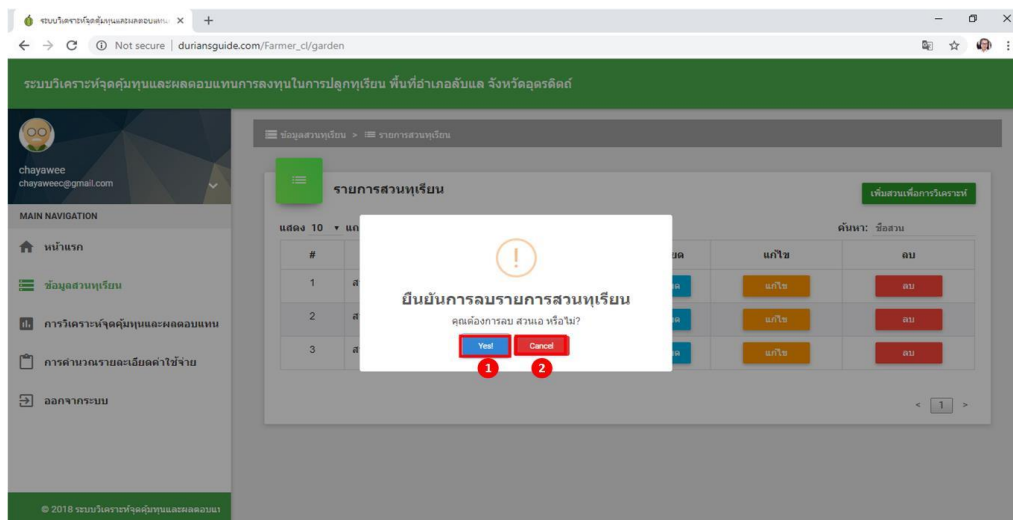 ระบบวิเคราะห์จุดคุ้มทุนและผลตอบแทน
Not secure | duriansguide.com/Farmer_cl/garden
ระบบวิเคราะห์จุดคุ้มทุนและผลตอบแทนการลงทุนในการปลูกทุเรียน พื้นที่อำเภอลับแล จังหวัดอุตรดิตถ์
ข้อมูลสวนทุเรียน > รายการสวนทุเรียน
chayawee
chayaweec@gmail.com
MAIN NAVIGATION
หน้าแรก
ข้อมูลสวนทุเรียน
การวิเคราะห์จุดคุ้มทุนและผลตอบแทน
การคำนวณรายละเอียดค่าใช้จ่าย
ออกจากระบบ
© 2018 ระบบวิเคราะห์จุดคุ้มทุนและผลตอบแท
รายการสวนทุเรียน
เพิ่มสวนเพื่อการวิเคราะห์
แสดง 10 แถ
ค้นหา: ชื่อสวน
# ยด แก้ไข ลบ
1 ส ยด แก้ไข ลบ
2 ส ยด แก้ไข ลบ
3 ส ยด แก้ไข ลบ
< 1 >
!
ยืนยันการลบรายการสวนทุเรียน
คุณต้องการลบ สวนเอ หรือไม่?
Yes! Cancel
1 2